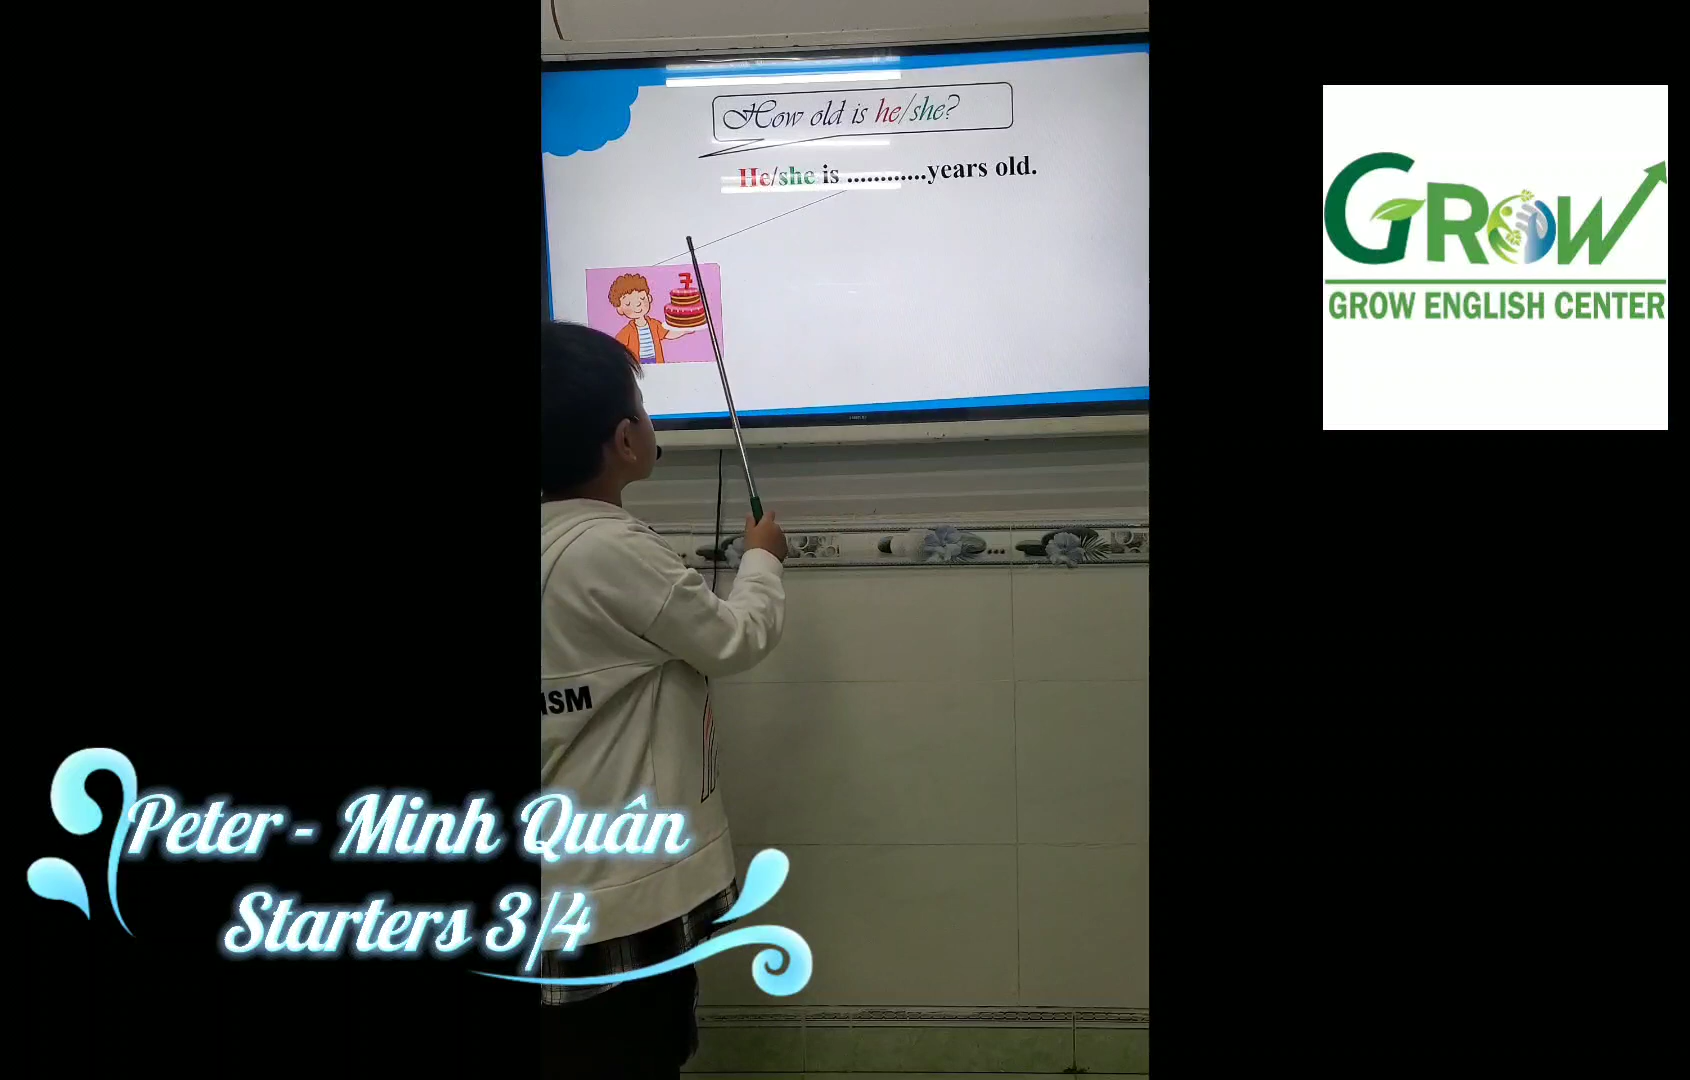 How old is he/she?
He/she is ............years old.
7
GROW
GROW ENGLISH CENTER
ISM
Peter - Minh Quân
Starters 3/4